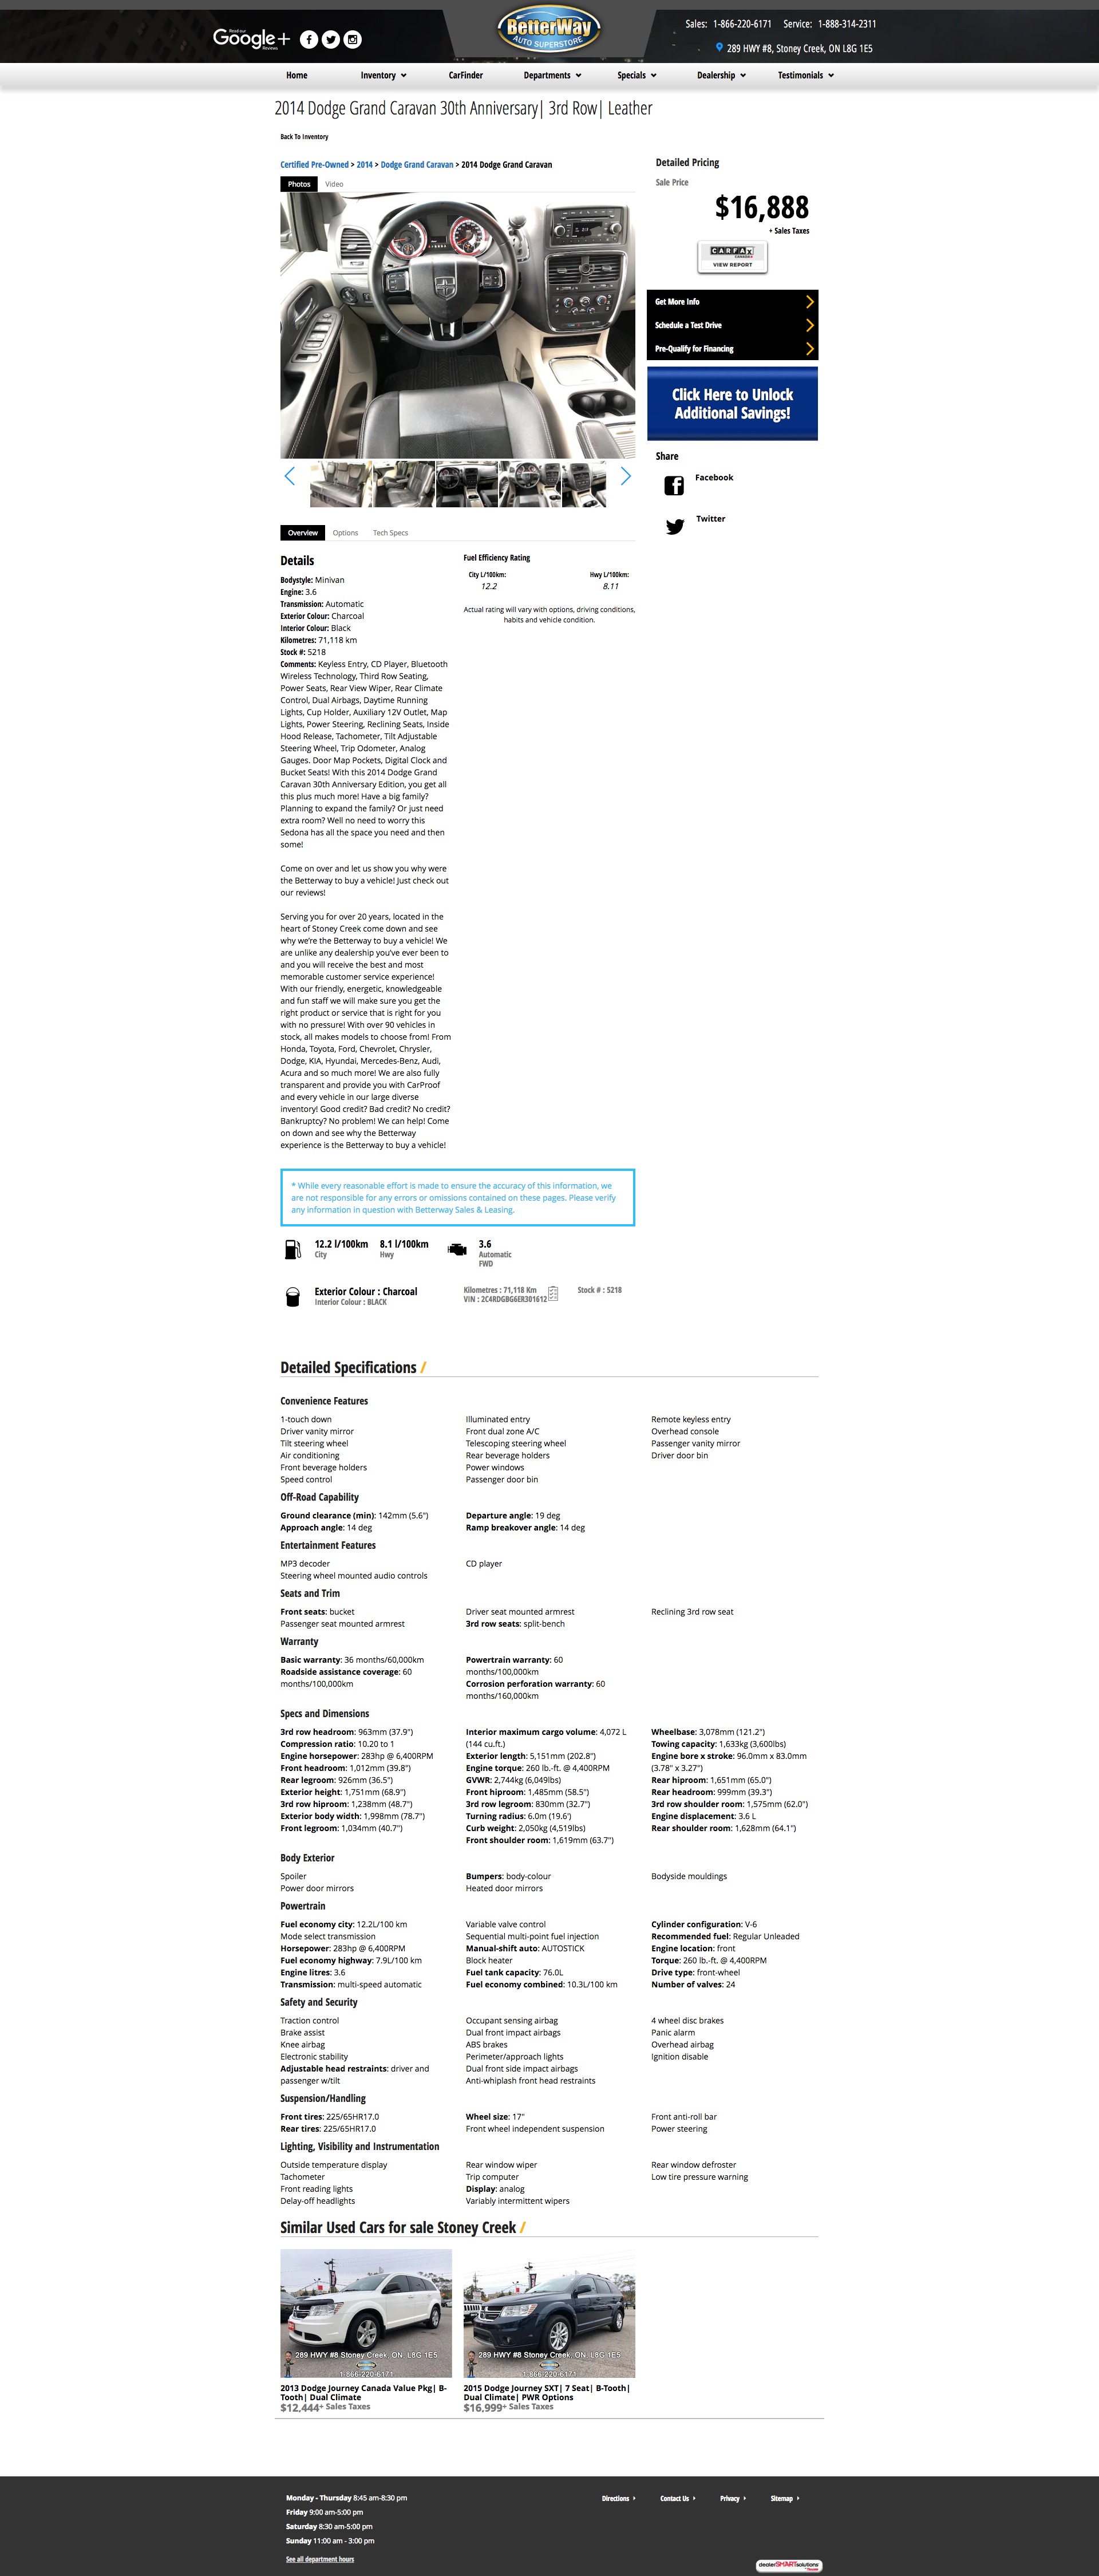 Read our
Google+
Reviews
BetterWay
AUTO SUPERSTORE
Sales: 1-866-220-6171 Service: 1-888-314-2311
289 HWY #8, Stoney Creek, ON L8G 1E5
Home Inventory CarFinder Departments Specials Dealership Testimonials
2014 Dodge Grand Caravan 30th Anniversary| 3rd Row| Leather
Back To Inventory
Certified Pre-Owned > 2014 > Dodge Grand Caravan > 2014 Dodge Grand Caravan
Photos Video
Detailed Pricing
Sale Price
$16,888
+ Sales Taxes
CARFAX
CANADA
VIEW REPORT
Get More Info
Schedule a Test Drive
Pre-Qualify for Financing
Click Here to Unlock
Additional Savings!
Share
Facebook
Twitter
Overview Options Tech Specs
Details
Bodystyle: Minivan
Engine: 3.6
Transmission: Automatic
Exterior Colour: Charcoal
Interior Colour: Black
Kilometres: 71,118 km
Stock #: 5218
Comments: Keyless Entry, CD Player, Bluetooth
Wireless Technology, Third Row Seating,
Power Seats, Rear View Wiper, Rear Climate
Control, Dual Airbags, Daytime Running
Lights, Cup Holder, Auxiliary 12V Outlet, Map
Lights, Power Steering, Reclining Seats, Inside
Hood Release, Tachometer, Tilt Adjustable
Steering Wheel, Trip Odometer, Analog
Gauges. Door Map Pockets, Digital Clock and
Bucket Seats! With this 2014 Dodge Grand
Caravan 30th Anniversary Edition, you get all
this plus much more! Have a big family?
Planning to expand the family? Or just need
extra room? Well no need to worry this
Sedona has all the space you need and then
some!
Come on over and let us show you why were
the Betterway to buy a vehicle! Just check out
our reviews!
Serving you for over 20 years, located in the
heart of Stoney Creek come down and see
why we're the Betterway to buy a vehicle! We
are unlike any dealership you've ever been to
and you will receive the best and most
memorable customer service experience!
With our friendly, energetic, knowledgeable
and fun staff we will make sure you get the
right product or service that is right for you
with no pressure! With over 90 vehicles in
stock, all makes models to choose from! From
Honda, Toyota, Ford, Chevrolet, Chrysler,
Dodge, KIA, Hyundai, Mercedes-Benz, Audi,
Acura and so much more! We are also fully
transparent and provide you with CarProof
and every vehicle in our large diverse
inventory! Good credit? Bad credit? No credit?
Bankruptcy? No problem! We can help! Come
on down and see why the Betterway
experience is the Betterway to buy a vehicle!
Fuel Efficiency Rating
City L/100km: Hwy L/100km:
12.2 8.11
Actual rating will vary with options, driving conditions,
habits and vehicle condition.
* While every reasonable effort is made to ensure the accuracy of this information, we
are not responsible for any errors or omissions contained on these pages. Please verify
any information in question with Betterway Sales & Leasing.
12.2 l/100km 8.1 l/100km 3.6
City Hwy Automatic
FWD
Exterior Colour : Charcoal
Interior Colour : BLACK
Kilometres : 71,118 Km
VIN : 2C4RDGBG6ER301612
Stock # : 5218
Detailed Specifications /
Convenience Features
1-touch down Illuminated entry Remote keyless entry
Driver vanity mirror Front dual zone A/C Overhead console
Tilt steering wheel Telescoping steering wheel Passenger vanity mirror
Air conditioning Rear beverage holders Driver door bin
Front beverage holders Power windows
Speed control Passenger door bin
Off-Road Capability
Ground clearance (min): 142mm (5.6") Departure angle: 19 deg
Approach angle: 14 deg Ramp breakover angle: 14 deg
Entertainment Features
MP3 decoder CD player
Steering wheel mounted audio controls
Seats and Trim
Front seats: bucket Driver seat mounted armrest Reclining 3rd row seat
Passenger seat mounted armrest 3rd row seats: split-bench
Warranty
Basic warranty: 36 months/60,000km Powertrain warranty: 60
Roadside assistance coverage: 60 months/100,000km
months/100,000km Corrosion perforation warranty: 60
months/160,000km
Specs and Dimensions
3rd row headroom: 963mm (37.9") Interior maximum cargo volume: 4,072 L Wheelbase: 3,078mm (121.2")
Compression ratio: 10.20 to 1 (144 cu.ft.) Towing capacity: 1,633kg (3,600lbs)
Engine horsepower: 283hp @ 6,400RPM Exterior length: 5,151mm (202.8") Engine bore x stroke: 96.0mm x 83.0mm
Front headroom: 1,012mm (39.8") Engine torque: 260 lb.-ft. @ 4,400RPM (3.78" x 3.27")
Rear legroom: 926mm (36.5") GVWR: 2,744kg (6,049lbs) Rear hiproom: 1,651mm (65.0")
Exterior height: 1,751mm (68.9") Front hiproom: 1,485mm (58.5") Rear headroom: 999mm (39.3")
3rd row hiproom: 1,238mm (48.7") 3rd row legroom: 830mm (32.7") 3rd row shoulder room: 1,575mm (62.0")
Exterior body width: 1,998mm (78.7") Turning radius: 6.0m (19.6') Engine displacement: 3.6 L
Front legroom: 1,034mm (40.7") Curb weight: 2,050kg (4,519lbs) Rear shoulder room: 1,628mm (64.1")
Front shoulder room: 1,619mm (63.7")
Body Exterior
Spoiler Bumpers: body-colour Bodyside mouldings
Power door mirrors Heated door mirrors
Powertrain
Fuel economy city: 12.2L/100 km Variable valve control Cylinder configuration: V-6
Mode select transmission Sequential multi-point fuel injection Recommended fuel: Regular Unleaded
Horsepower: 283hp @ 6,400RPM Manual-shift auto: AUTOSTICK Engine location: front
Fuel economy highway: 7.9L/100 km Block heater Torque: 260 lb.-ft. @ 4,400RPM
Engine litres: 3.6 Fuel tank capacity: 76.0L Drive type: front-wheel
Transmission: multi-speed automatic Fuel economy combined: 10.3L/100 km Number of valves: 24
Safety and Security
Traction control Occupant sensing airbag 4 wheel disc brakes
Brake assist Dual front impact airbags Panic alarm
Knee airbag ABS brakes Overhead airbag
Electronic stability Perimeter/approach lights Ignition disable
Adjustable head restraints: driver and Dual front side impact airbags
passenger w/tilt Anti-whiplash front head restraints
Suspension/Handling
Front tires: 225/65HR17.0 Wheel size: 17" Front anti-roll bar
Rear tires: 225/65HR17.0 Front wheel independent suspension Power steering
Lighting, Visibility and Instrumentation
Outside temperature display Rear window wiper Rear window defroster
Tachometer Trip computer Low tire pressure warning
Front reading lights Display: analog
Delay-off headlights Variably intermittent wipers
Similar Used Cars for sale Stoney Creek /
289 HWY #8 Stoney Creek, ON, L8G 1E5
1-866-220-6171
289 HWY #8 Stoney Creek, ON, L8G 1E5
1-866-220-6171
2013 Dodge Journey Canada Value Pkg| B-
Tooth| Dual Climate
$12,444+ Sales Taxes
2015 Dodge Journey SXT| 7 Seat| B-Tooth|
Dual Climate| PWR Options
$16,999+ Sales Taxes
Monday - Thursday 8:45 am-8:30 pm
Friday 9:00 am-5:00 pm
Saturday 8:30 am-5:00 pm
Sunday 11:00 am - 3:00 pm
See all department hours
Directions Contact Us Privacy Sitemap
dealerSMARTsolutions